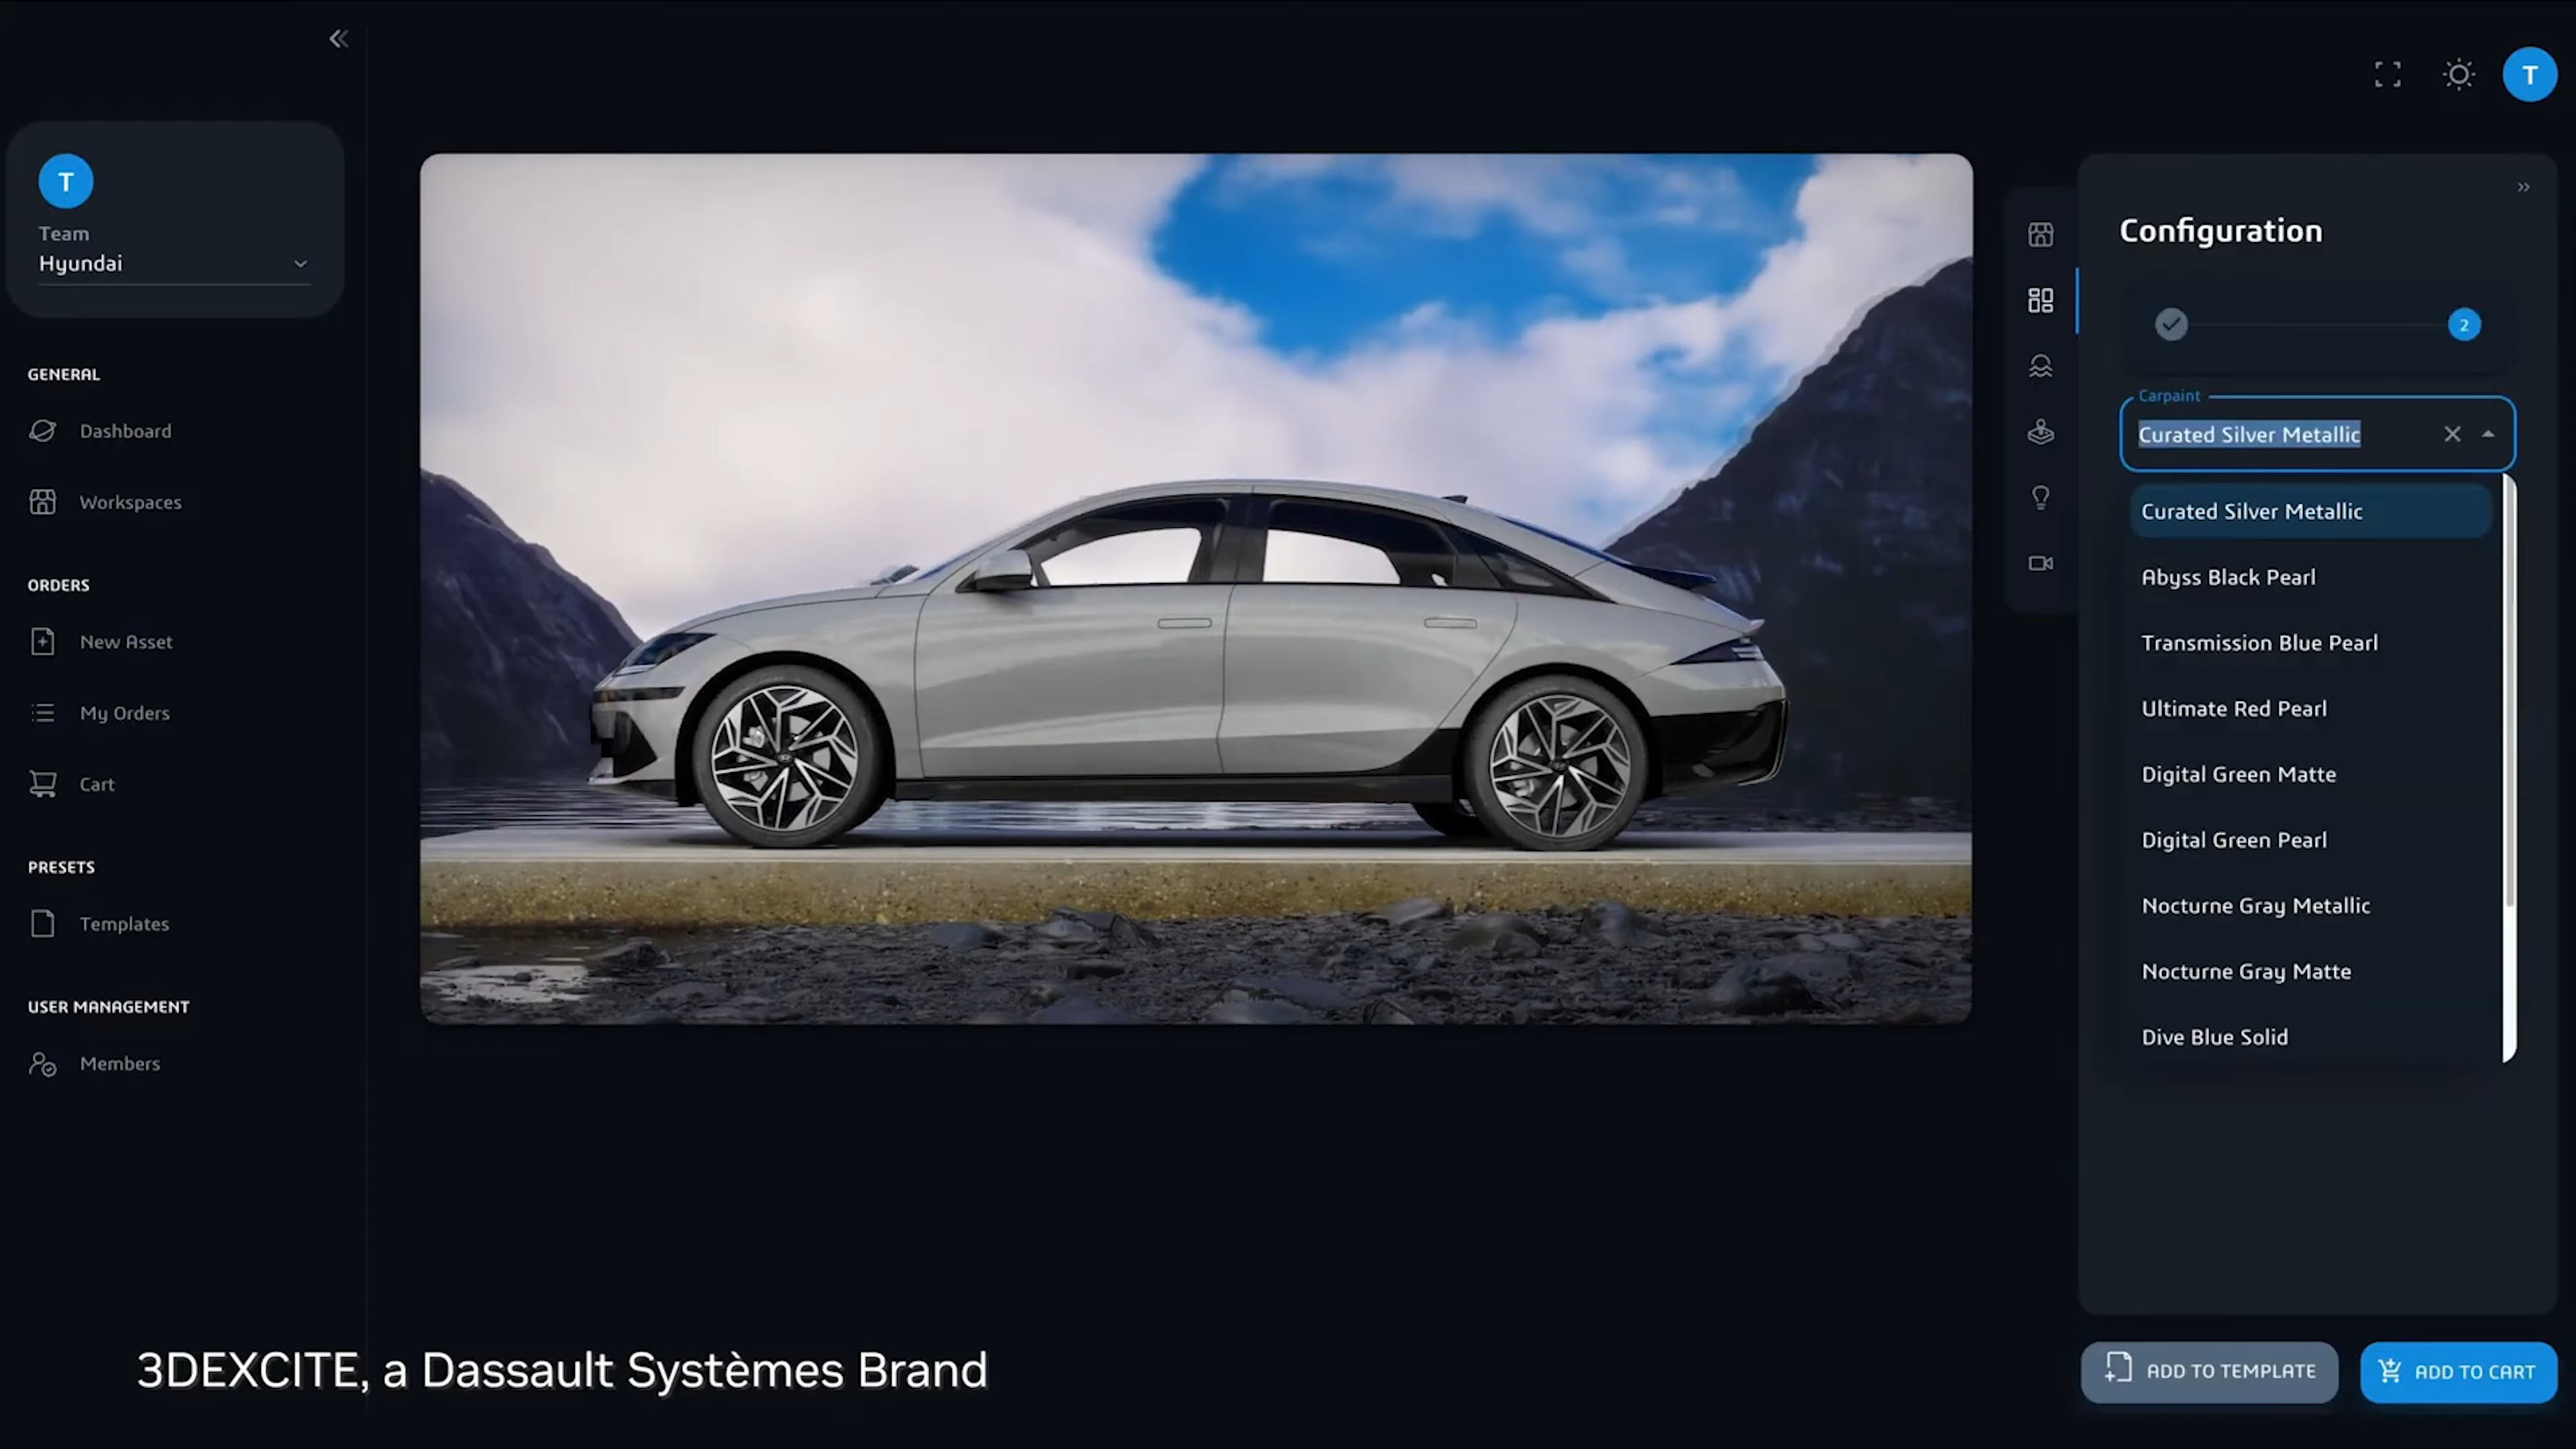 T
T
Team
Hyundai
GENERAL
Dashboard
Workspaces
ORDERS
New Asset
My Orders
Cart
PRESETS
Templates
USER MANAGEMENT
Members
Configuration
2
Carpaint
Curated Silver Metallic
Curated Silver Metallic
Abyss Black Pearl
Transmission Blue Pearl
Ultimate Red Pearl
Digital Green Matte
Digital Green Pearl
Nocturne Gray Metallic
Nocturne Gray Matte
Dive Blue Solid
3DEXCITE, a Dassault Systèmes Brand
ADD TO TEMPLATE
ADD TO CART